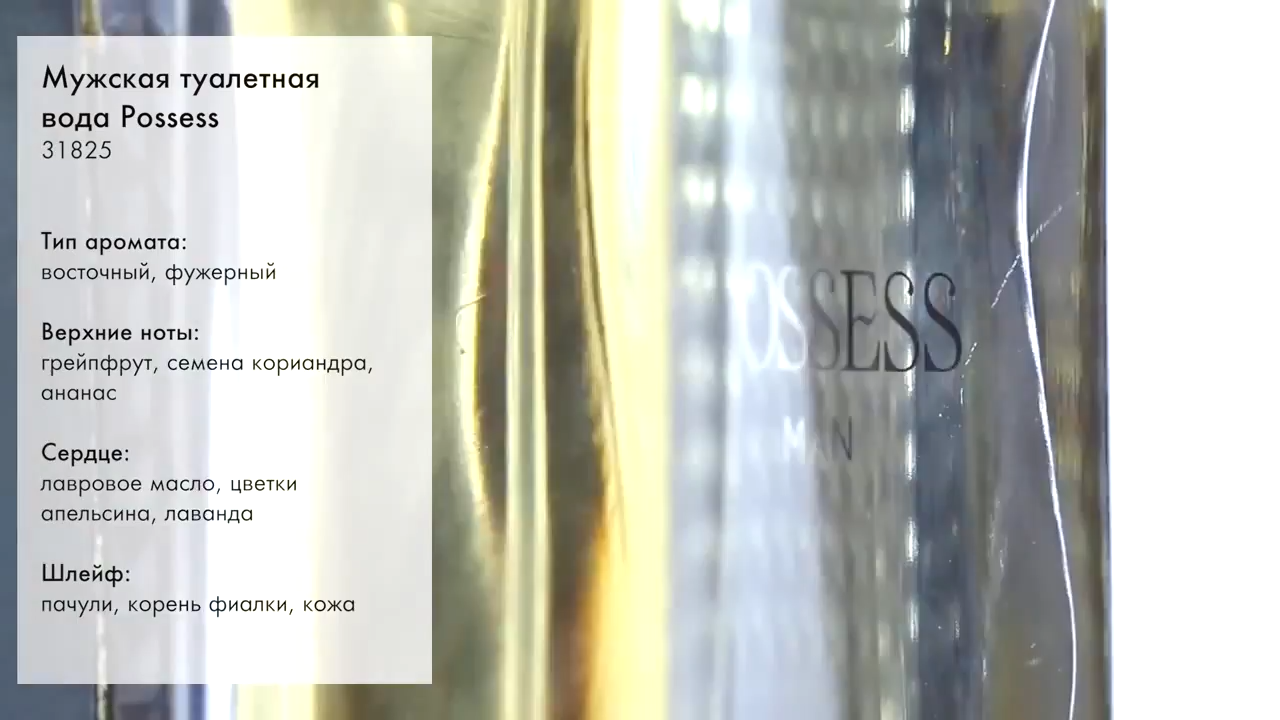 Мужская туалетная
вода Possess
31825
Тип аромата:
восточный, фужерный
Верхние ноты:
грейпфрут, семена кориандра,
ананас
Сердце:
лавровое масло, цветки
апельсина, лаванда
Шлейф:
пачули, корень фиалки, кожа
POSSESS
MAN